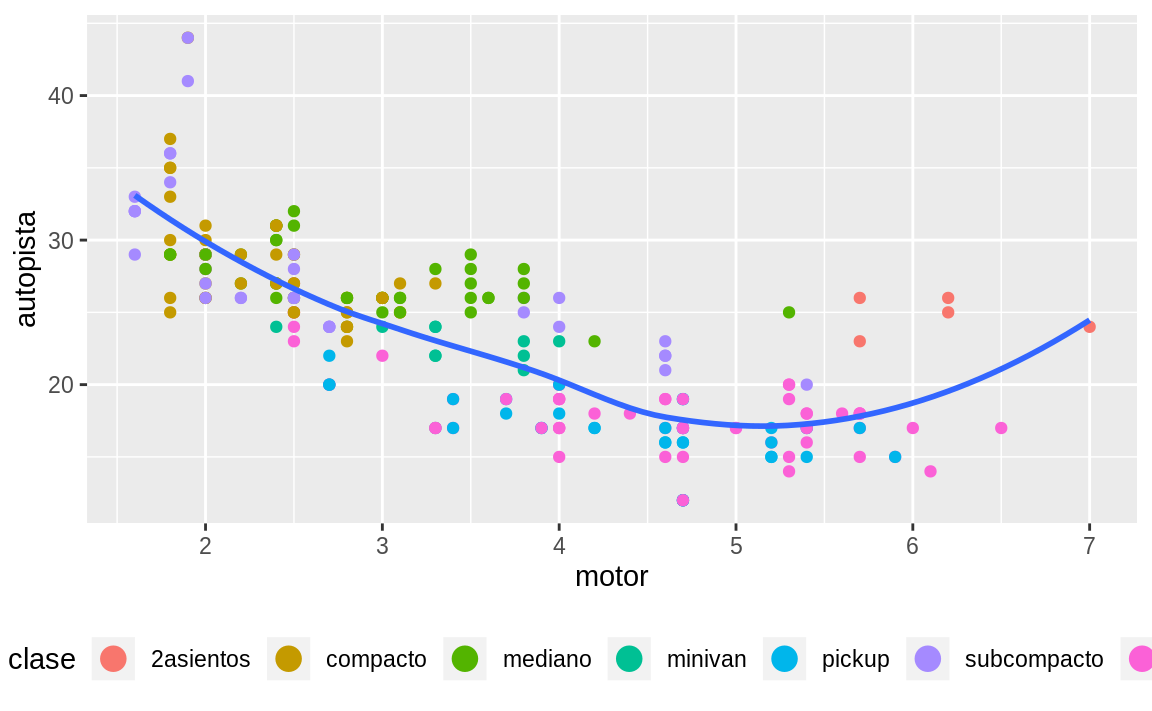 autopista
40
30
20
2 3 4 5 6 7
motor
clase 2asientos compacto mediano minivan pickup subcompacto